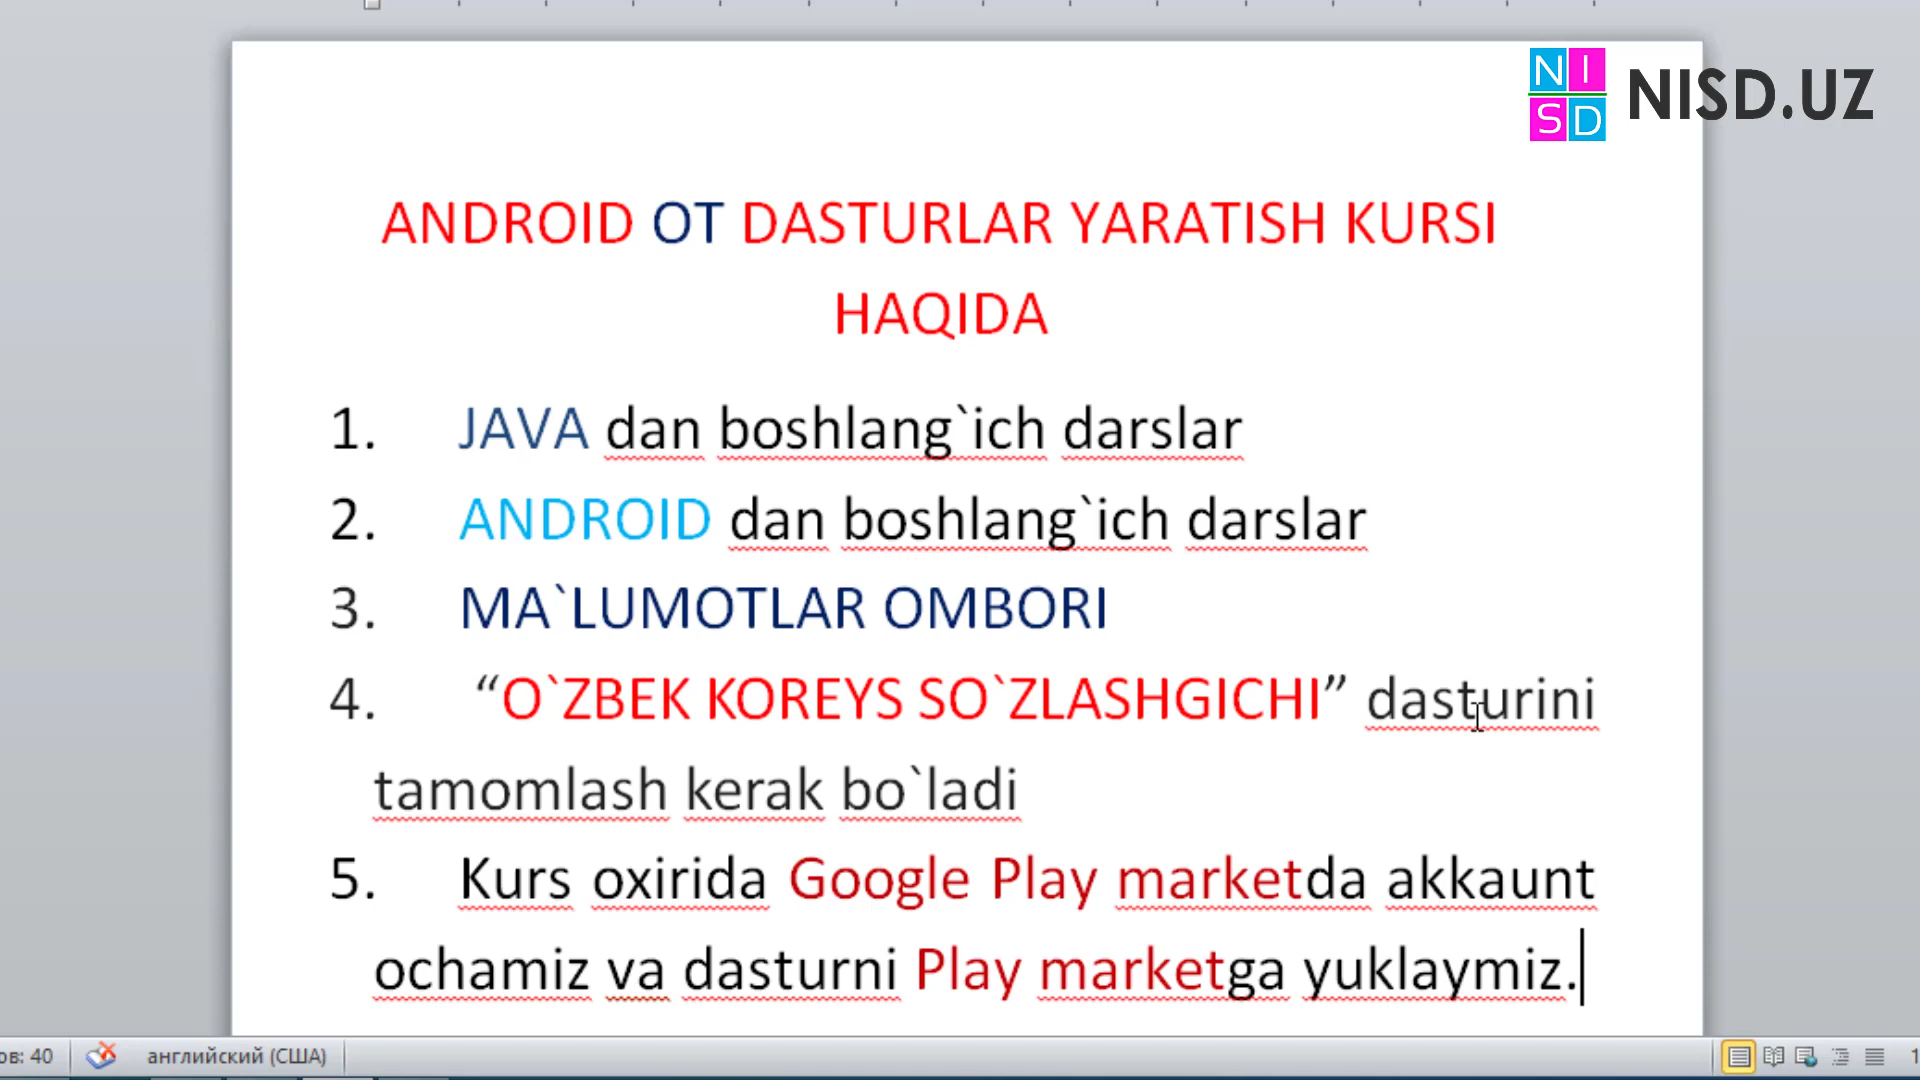 NI
SD
NISD.UZ
ANDROID OT DASTURLAR YARATISH KURSI
HAQIDA
1. JAVA dan boshlang`ich darslar
2. ANDROID dan boshlang`ich darslar
3. MA`LUMOTLAR OMBORI
4. “O`ZBEK KOREYS SO`ZLASHGICHI” dasturini
tamomlash kerak bo`ladi
5. Kurs oxirida Google Play marketda akkaunt
ochamiz va dasturni Play marketga yuklaymiz.
ов: 40 английский (США) 1